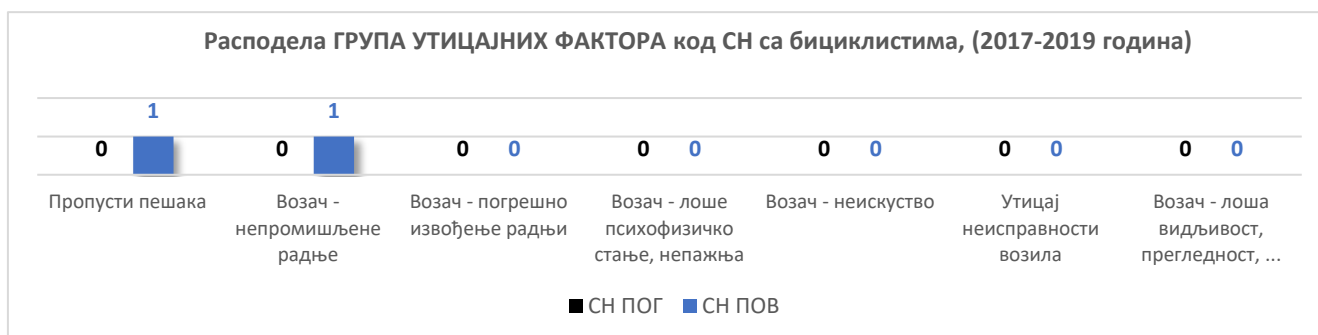 Расподела ГРУПА УТИЦАЈНИХ ФАКТОРА код СН са бициклистима, (2017-2019 година)
0 1 0 1 0 0 0 0 0 0 0 0 0 0
Пропусти пешака
Возач -
непромишљене
радње
Возач - погрешно
извођење радњи
Возач - лоше
психофизичко
стање, непажња
Возач - неискуство
Утицај
неисправности
возила
Возач - лоша
видљивост,
прегледност, ...
СН ПОГ СН ПОВ